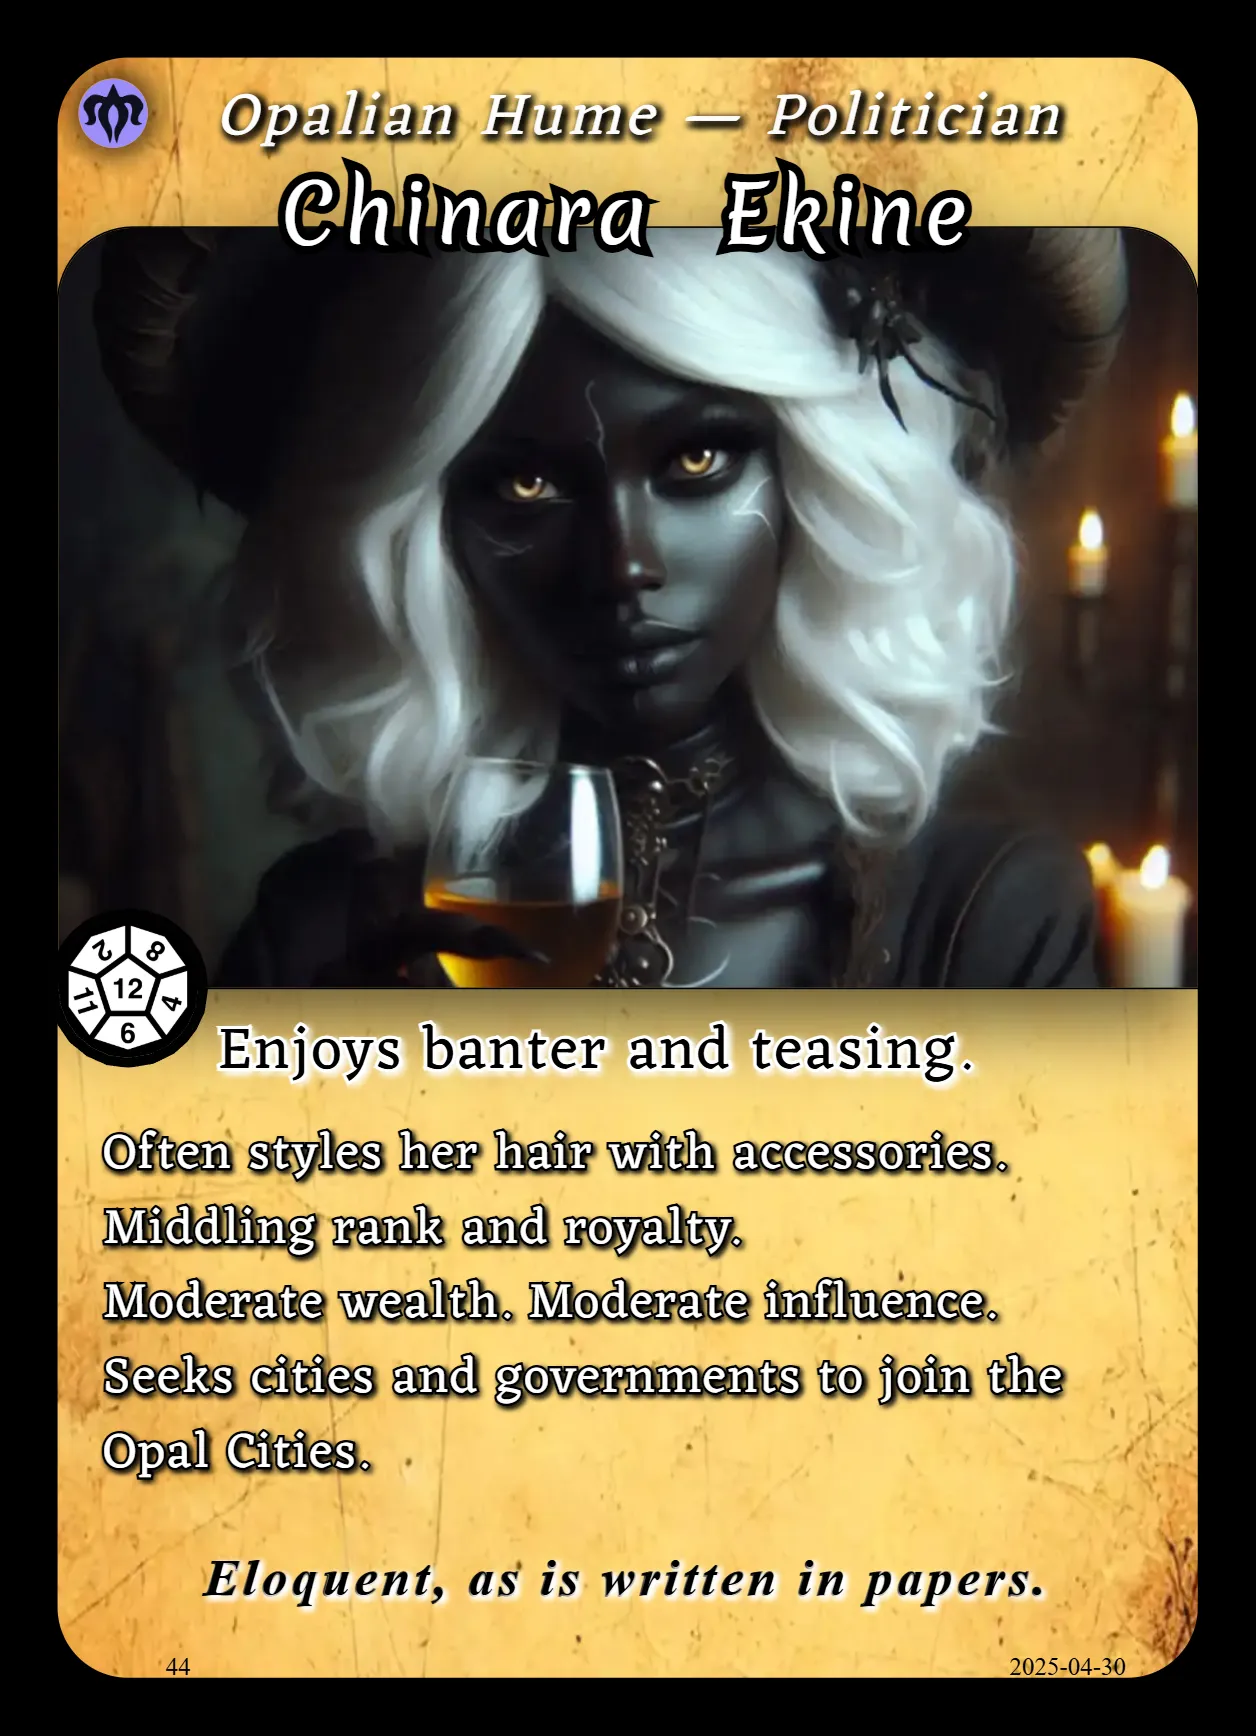 Opalian Hume — Politician
Chinara Ekine
2 8
12
11 4
6
Enjoys banter and teasing.
Often styles her hair with accessories.
Middling rank and royalty.
Moderate wealth. Moderate influence.
Seeks cities and governments to join the
Opal Cities.
Eloquent, as is written in papers.
44 2025-04-30